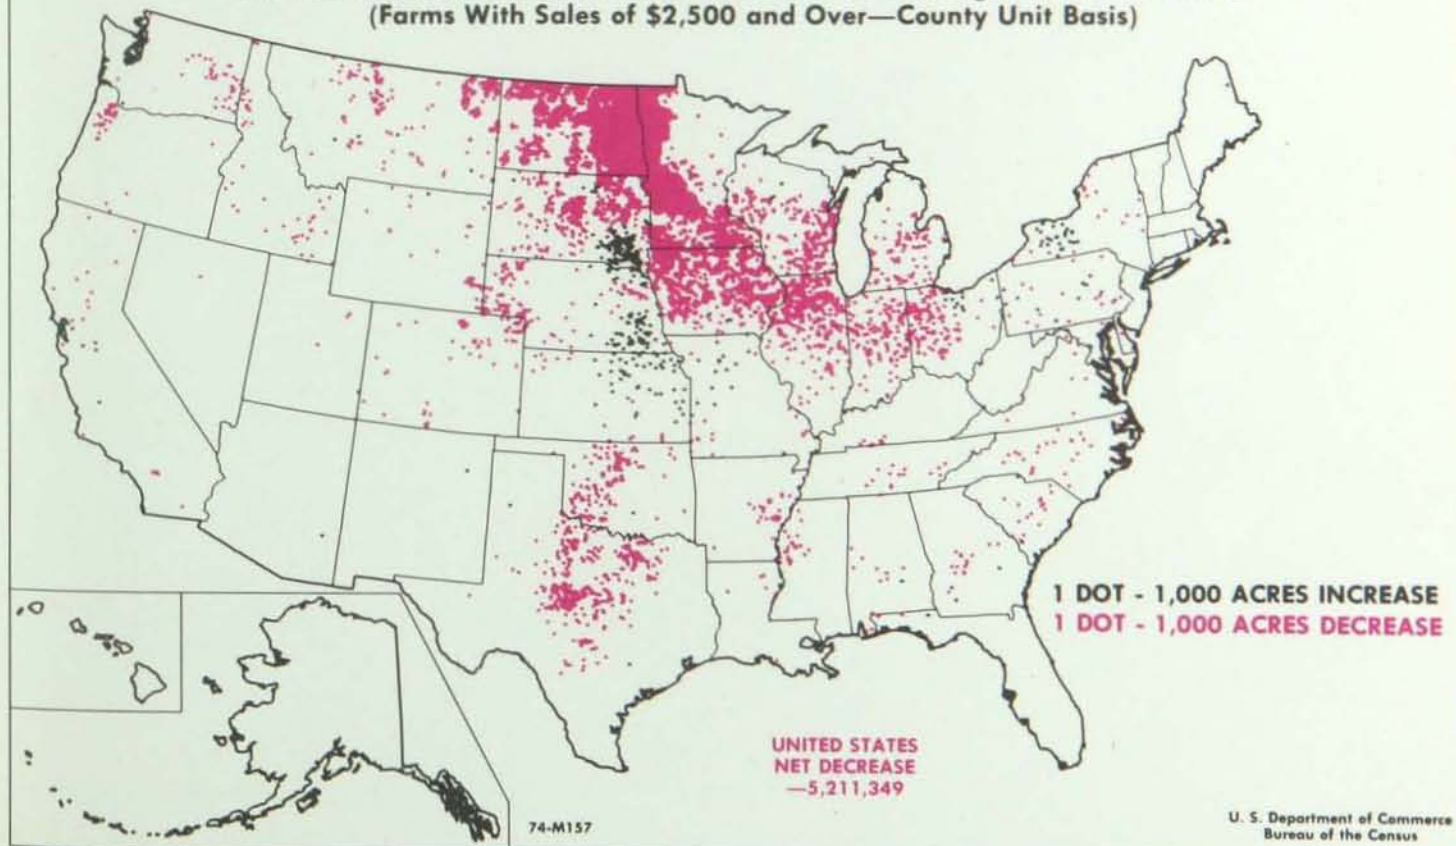 (Farms With Sales of $2,500 and Over—County Unit Basis)
1 DOT - 1,000 ACRES INCREASE
1 DOT - 1,000 ACRES DECREASE
UNITED STATES
NET DECREASE
—5,211,349
74-M157
U. S. Department of Commerce
Bureau of the Census